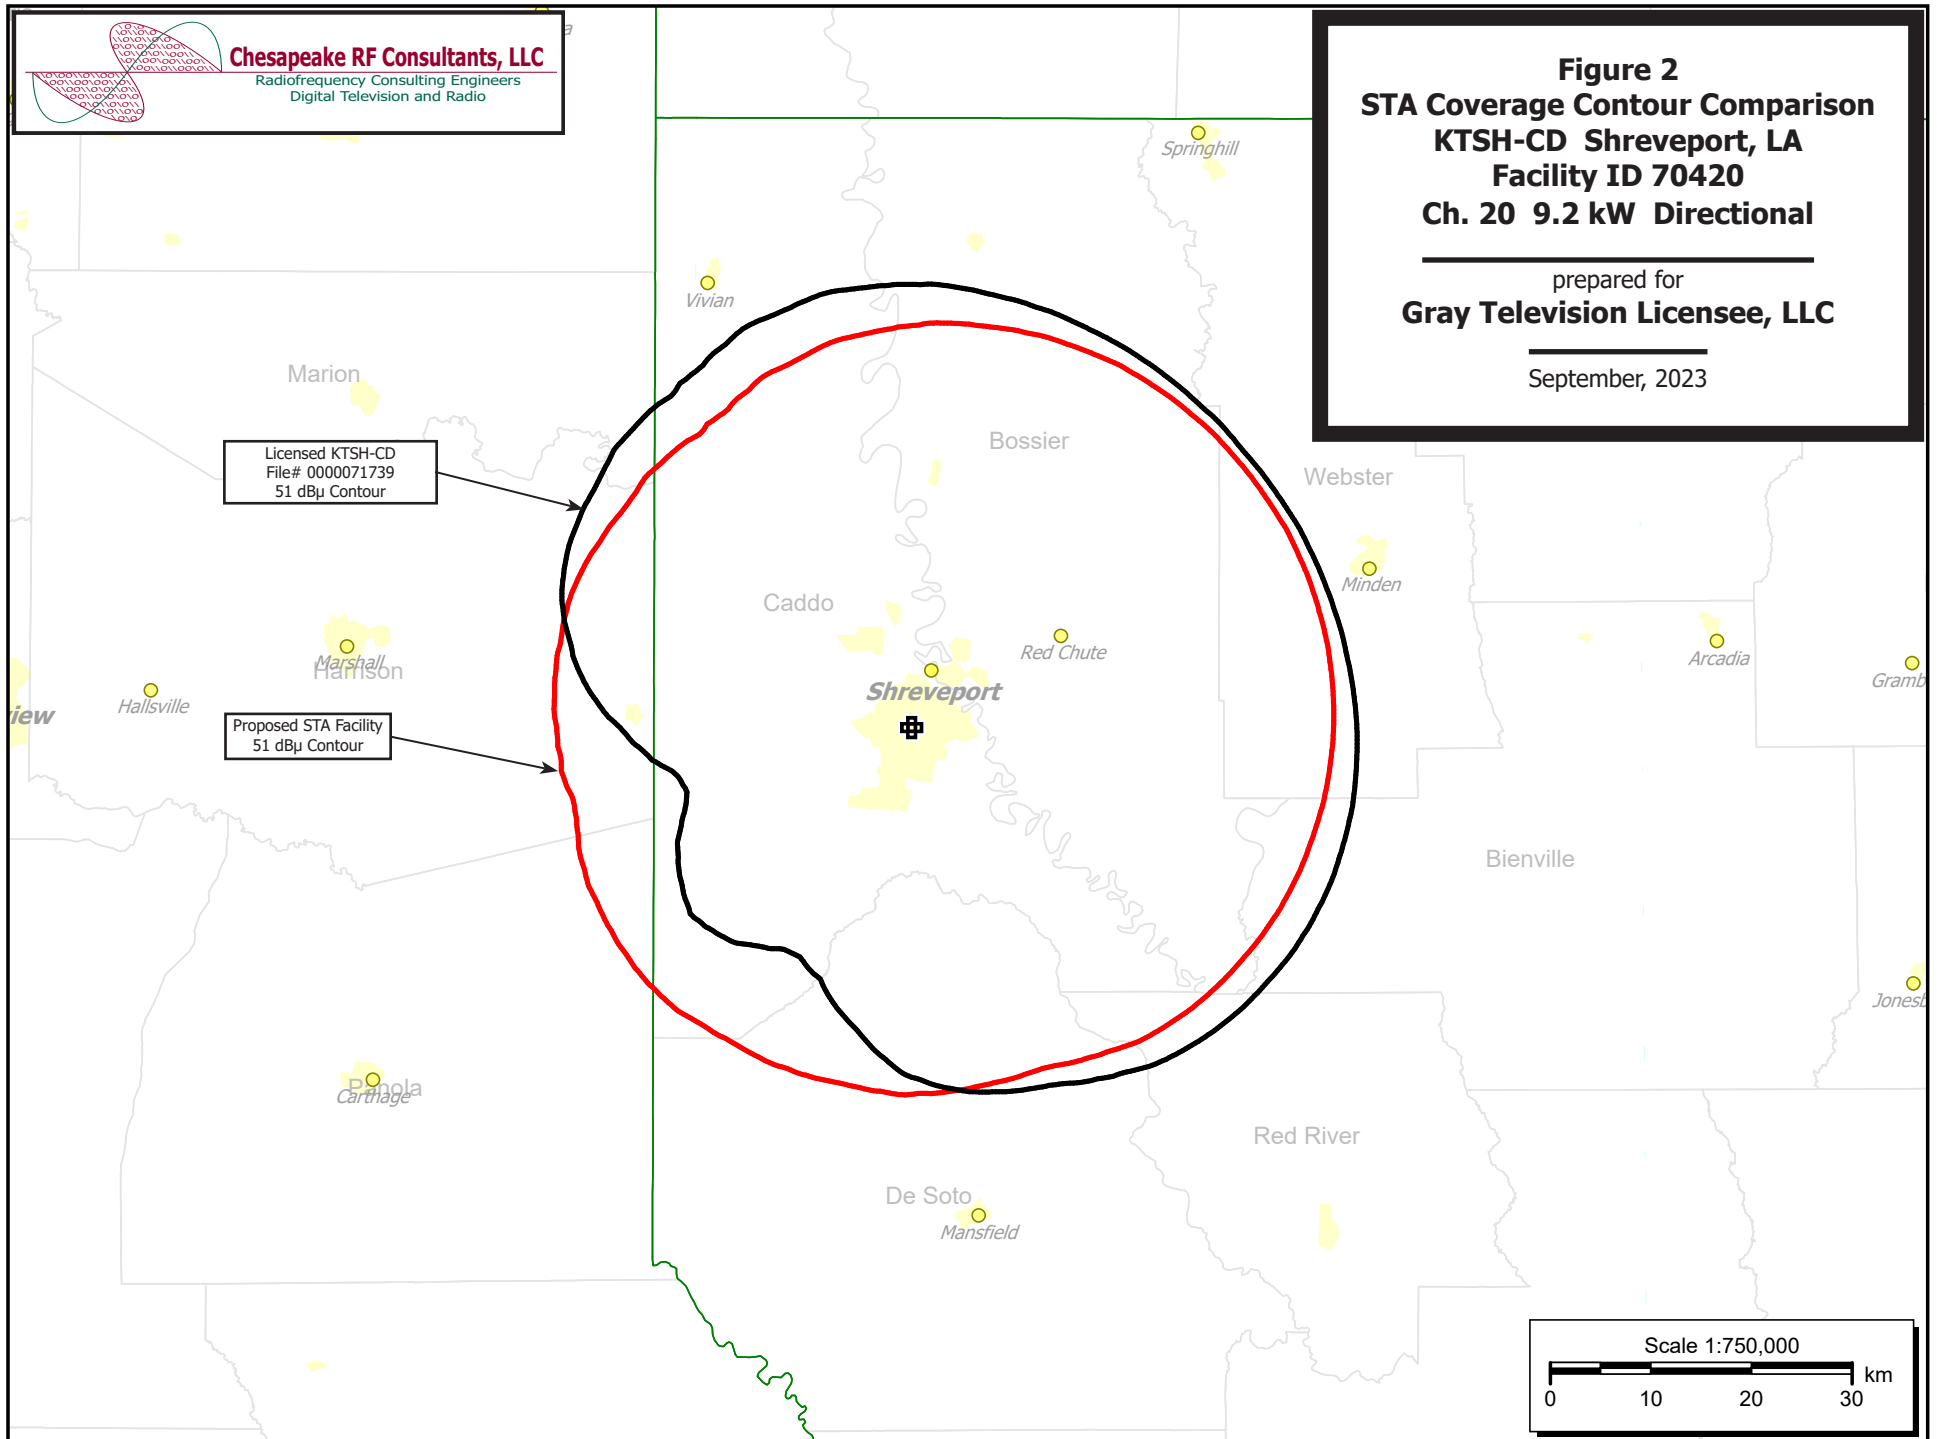 Chesapeake RF Consultants, LLC
Radiofrequency Consulting Engineers
Digital Television and Radio
Figure 2
STA Coverage Contour Comparison
KTSH-CD Shreveport, LA
Facility ID 70420
Ch. 20 9.2 kW Directional
prepared for
Gray Television Licensee, LLC
September, 2023
Springhill
Vivian
Marion
Bossier
Licensed KTSH-CD
File# 0000071739
51 dBµ Contour
Webster
Minden
Caddo
Red Chute
Marshall
Harrison
Arcadia
Gramb
Hallsville
Shreveport
iew
Proposed STA Facility
51 dBµ Contour
Bienville
Jonesb
Panola
Carthage
Red River
De Soto
Mansfield
Scale 1:750,000
km
0 10 20 30